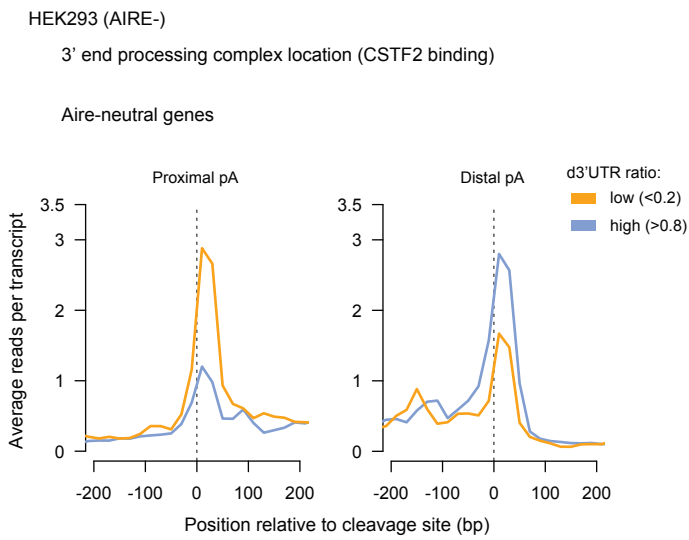 HEK293 (AIRE-)
3’ end processing complex location (CSTF2 binding)
Aire-neutral genes
Proximal pA
Distal pA
d3'UTR ratio:
low (<0.2)
high (>0.8)
Average reads per transcript
3.5
3
2
1
0
3.5
3
2
1
0
-200 -100 0 100 200
-200 -100 0 100 200
Position relative to cleavage site (bp)